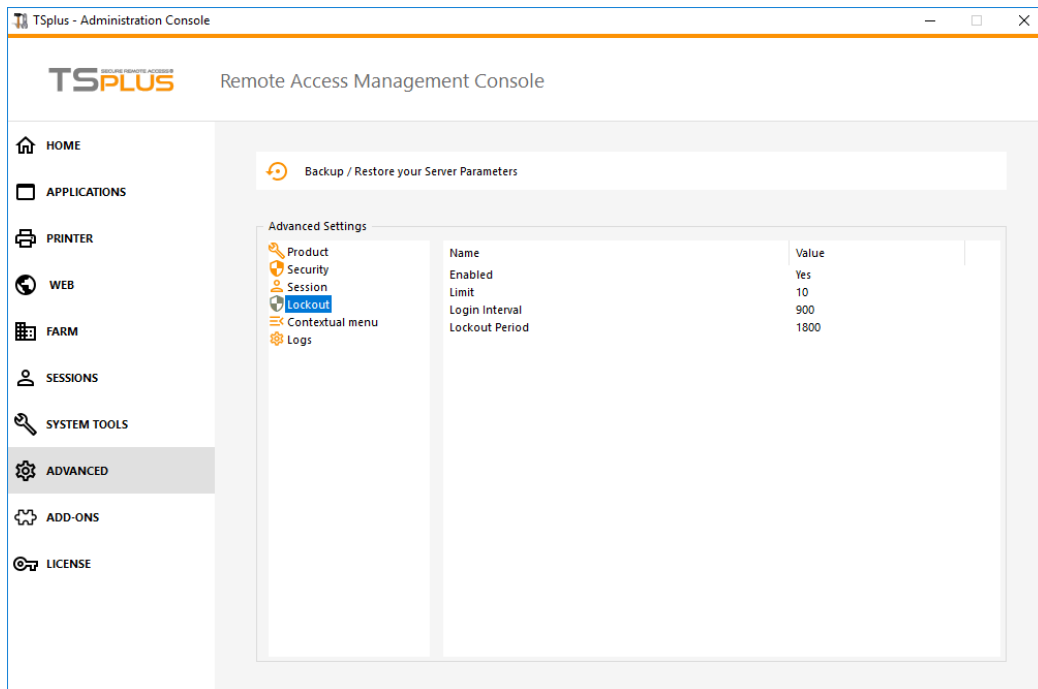 TSplus - Administration Console
SECURE REMOTE ACCESS®
TSPLUS
Remote Access Management Console
HOME
APPLICATIONS
PRINTER
WEB
FARM
SESSIONS
SYSTEM TOOLS
ADVANCED
ADD-ONS
LICENSE
Backup / Restore your Server Parameters
Advanced Settings
Product
Security
Session
Lockout
Contextual menu
Logs
Name Value
Enabled Yes
Limit 10
Login Interval 900
Lockout Period 1800